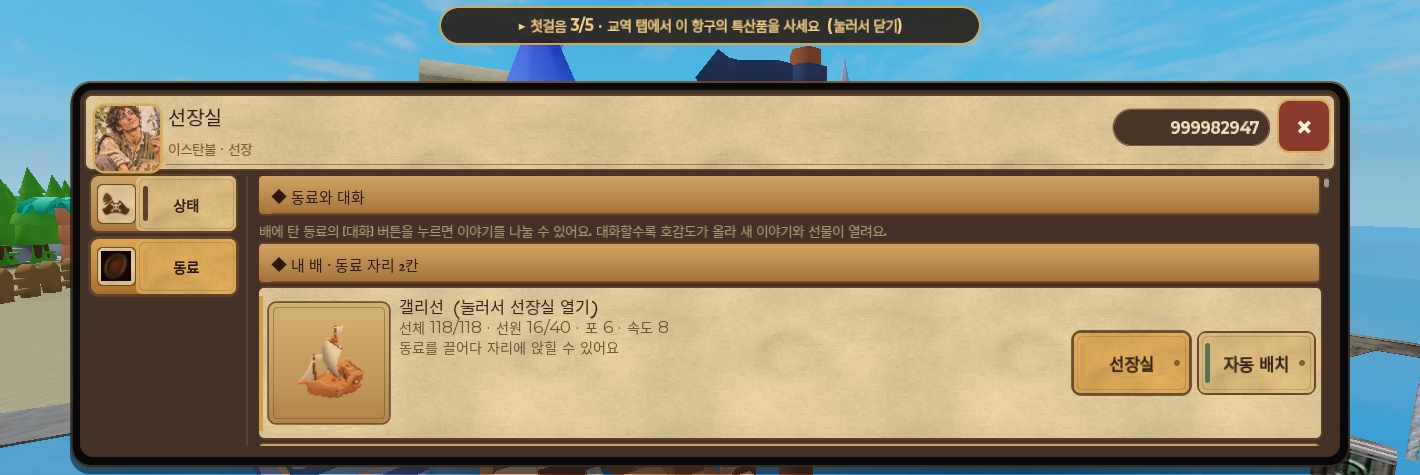 ▸ 첫걸음 3/5 · 교역 탭에서 이 항구의 특산품을 사세요 (눌러서 닫기)
선장실
이스탄불 · 선장
999982947
×
상태
동료
◆ 동료와 대화
배에 탄 동료의 [대화] 버튼을 누르면 이야기를 나눌 수 있어요. 대화할수록 호감도가 올라 새 이야기와 선물이 열려요.
◆ 내 배 · 동료 자리 2칸
갤리선 (눌러서 선장실 열기)
선체 118/118 · 선원 16/40 · 포 6 · 속도 8
동료를 끌어다 자리에 앉힐 수 있어요
선장실
자동 배치